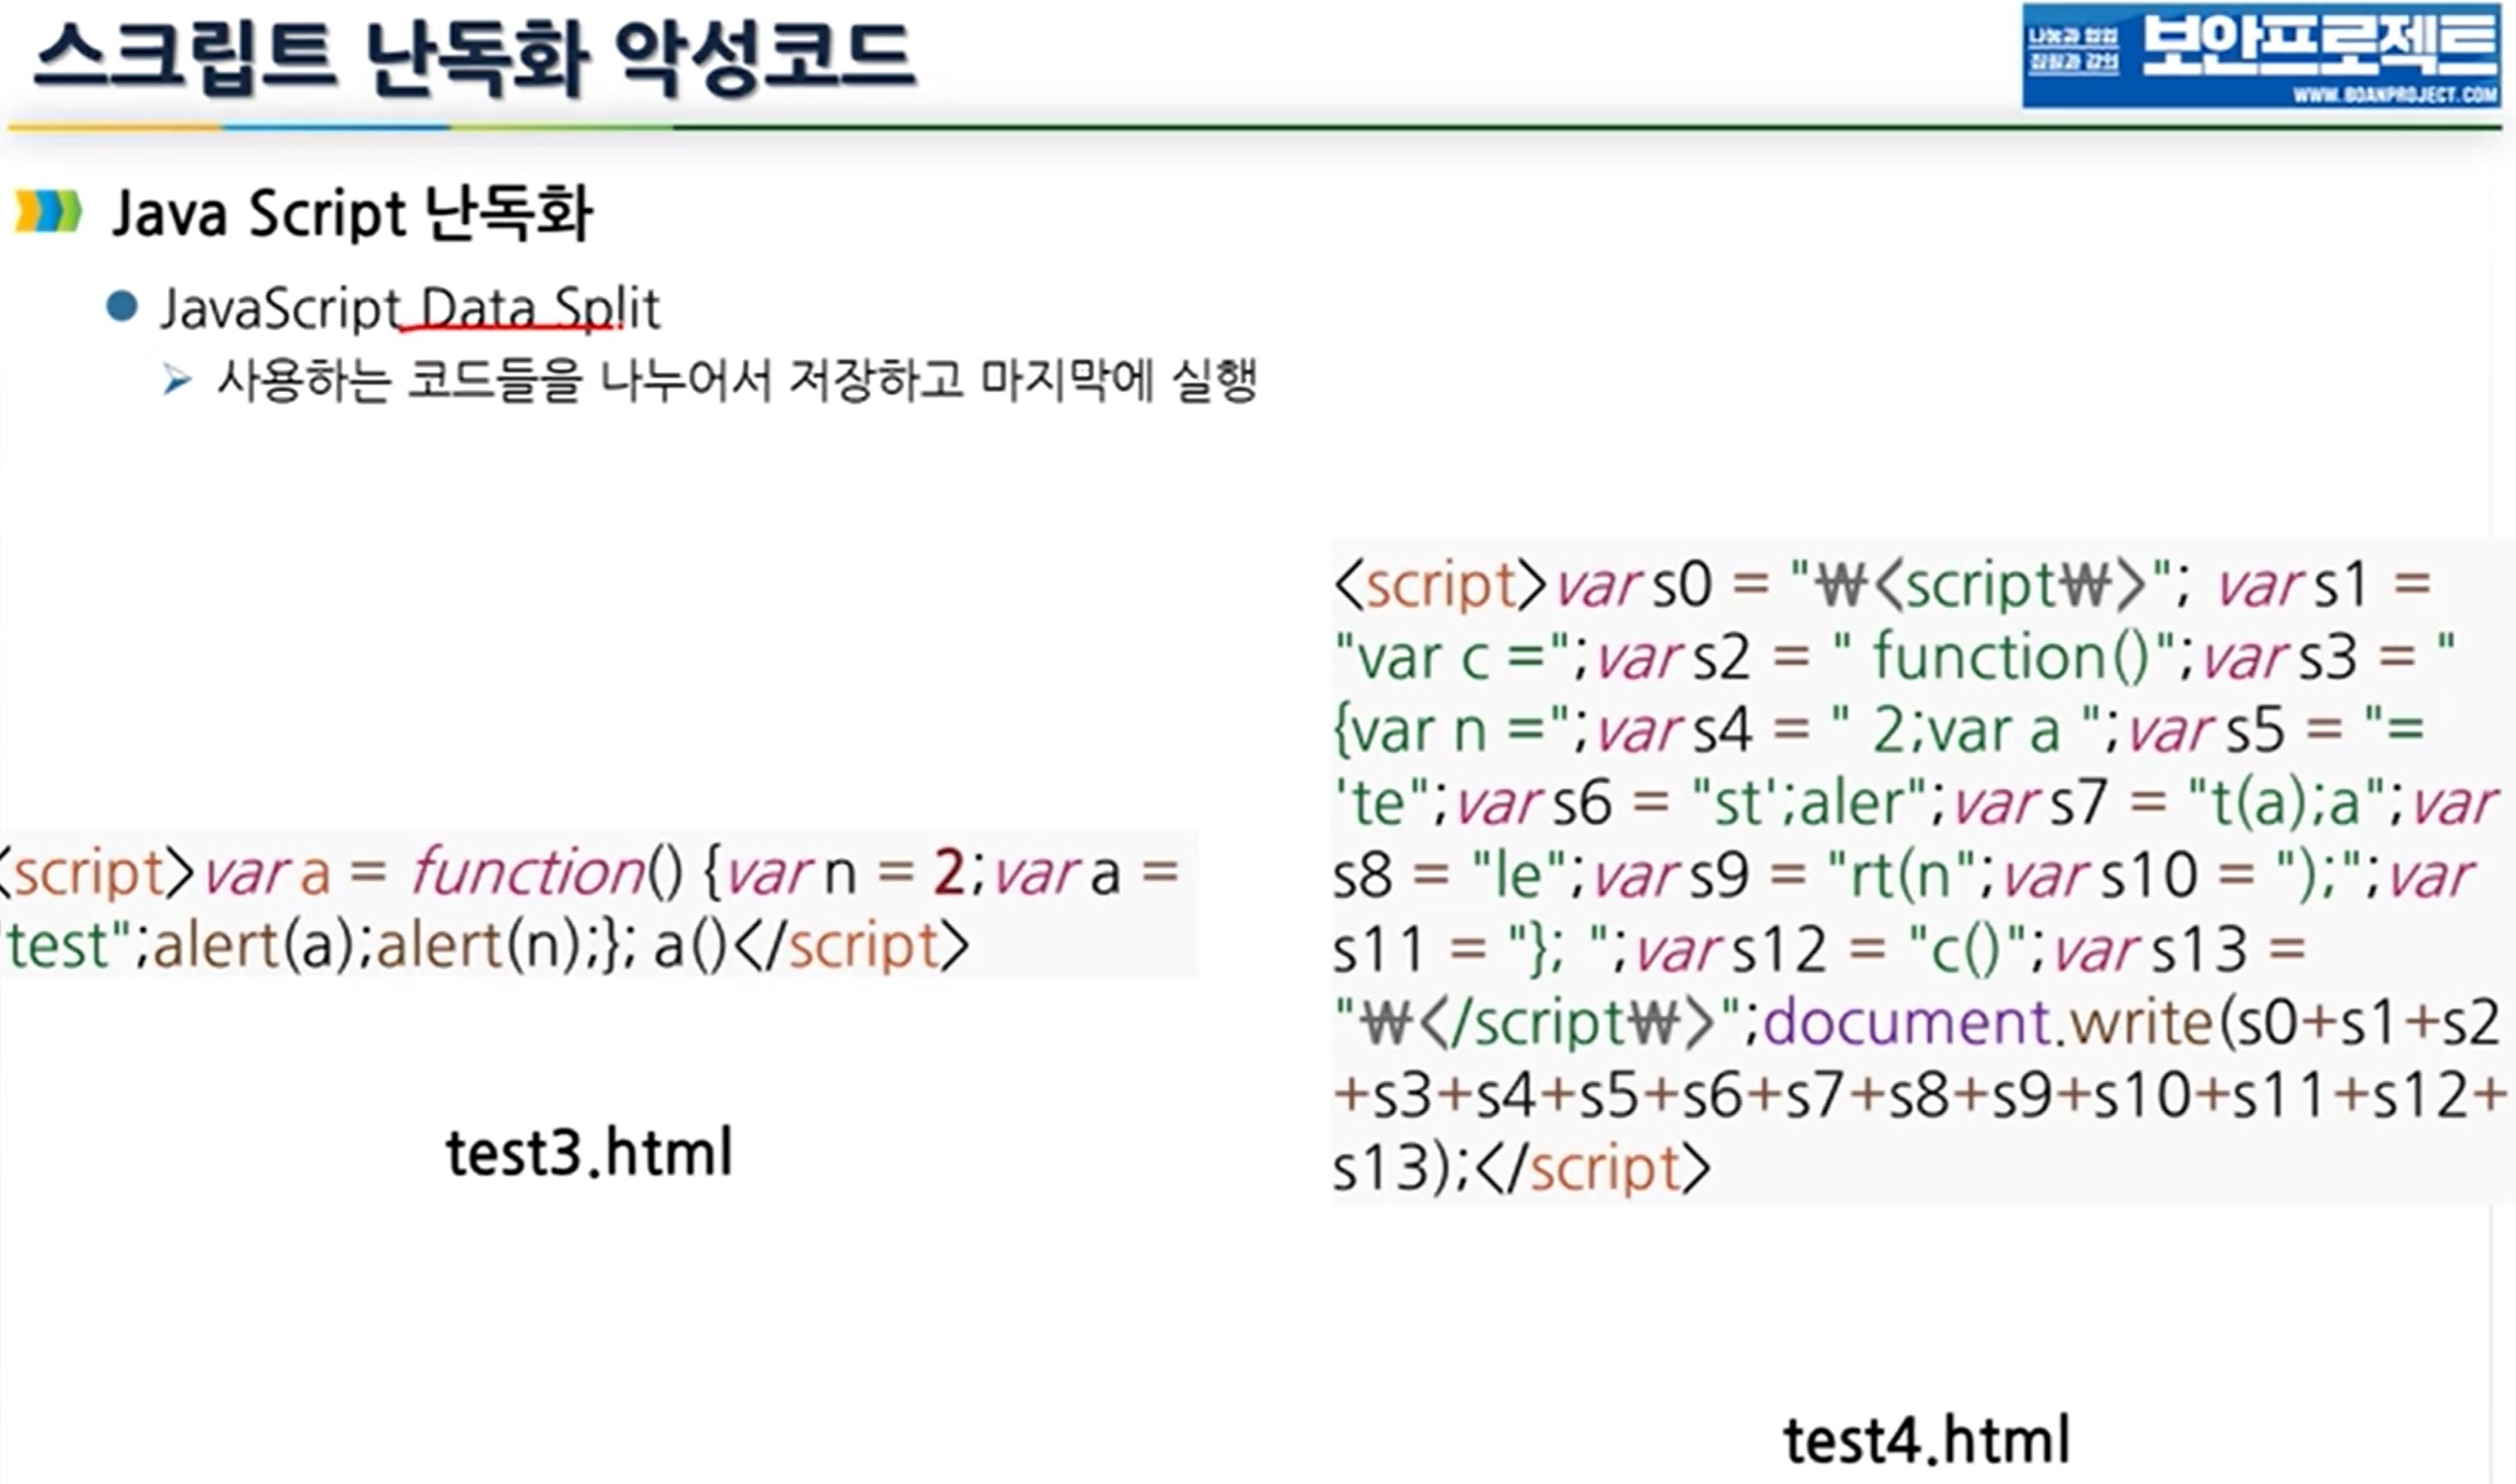 스크립트 난독화 악성코드
나눔과 협업
집필과 강의
보안프로젝트
WWW.BOANPROJECT.COM
Java Script 난독화
JavaScript Data Split
사용하는 코드들을 나누어서 저장하고 마지막에 실행
<script>var a = function() {var n = 2;var a =
"test";alert(a);alert(n);}; a()</script>
test3.html
<script>var s0 = "₩<script₩>"; var s1 =
"var c =";var s2 = " function()";var s3 = "
{var n =";var s4 = " 2;var a ";var s5 = "=
'te";var s6 = "st';aler";var s7 = "t(a);a";var
s8 = "le";var s9 = "rt(n";var s10 = ");";var
s11 = "}; ";var s12 = "c()";var s13 =
"₩</script₩>";document.write(s0+s1+s2
+s3+s4+s5+s6+s7+s8+s9+s10+s11+s12+
s13);</script>
test4.html